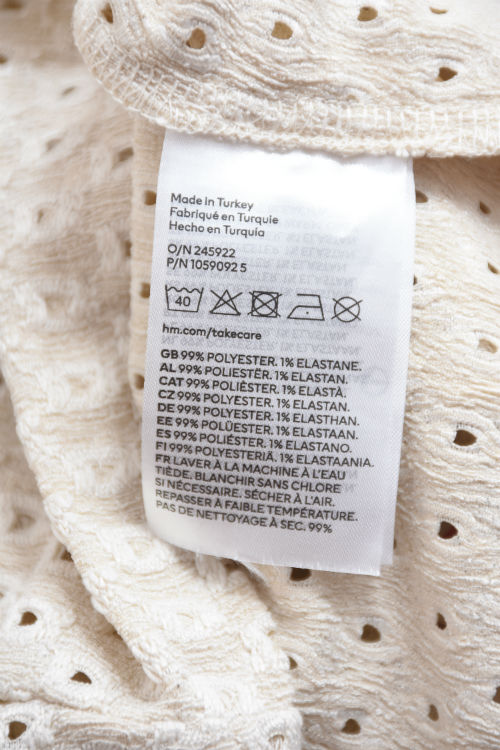 Made in Turkey
Fabriqué en Turquie
Hecho en Turquía
O/N 245922
P/N 1059092 5
40
hm.com/takecare
GB 99% POLYESTER. 1% ELASTANE.
AL 99% POLIESTËR. 1% ELASTAN.
CAT 99% POLIÈSTER. 1% ELASTÀ.
CZ 99% POLYESTER. 1% ELASTAN.
DE 99% POLYESTER. 1% ELASTHAN.
EE 99% POLÜESTER. 1% ELASTAAN.
ES 99% POLIÉSTER. 1% ELASTANO.
FI 99% POLYESTERIÄ. 1% ELASTAANIA.
FR LAVER À LA MACHINE À L'EAU
TIÈDE. BLANCHIR SANS CHLORE
SI NÉCESSAIRE. SÉCHER À L'AIR.
REPASSER À FAIBLE TEMPÉRATURE.
PAS DE NETTOYAGE À SEC. 99%